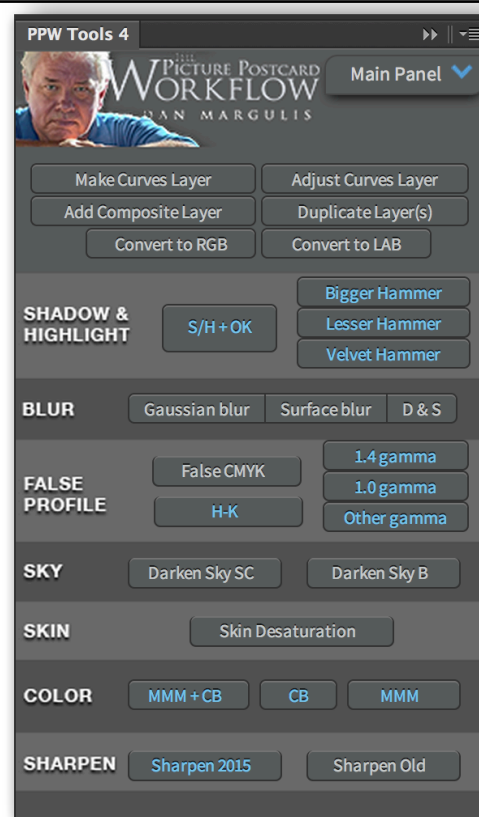 PPW Tools 4
PICTURE POSTCARD
WORKFLOW
DAN MARGULIS
Main Panel
Make Curves Layer
Adjust Curves Layer
Add Composite Layer
Duplicate Layer(s)
Convert to RGB
Convert to LAB
SHADOW &
HIGHLIGHT
S/H + OK
Bigger Hammer
Lesser Hammer
Velvet Hammer
BLUR
Gaussian blur
Surface blur
D & S
FALSE
PROFILE
False CMYK
H-K
1.4 gamma
1.0 gamma
Other gamma
SKY
Darken Sky SC
Darken Sky B
SKIN
Skin Desaturation
COLOR
MMM + CB
CB
MMM
SHARPEN
Sharpen 2015
Sharpen Old